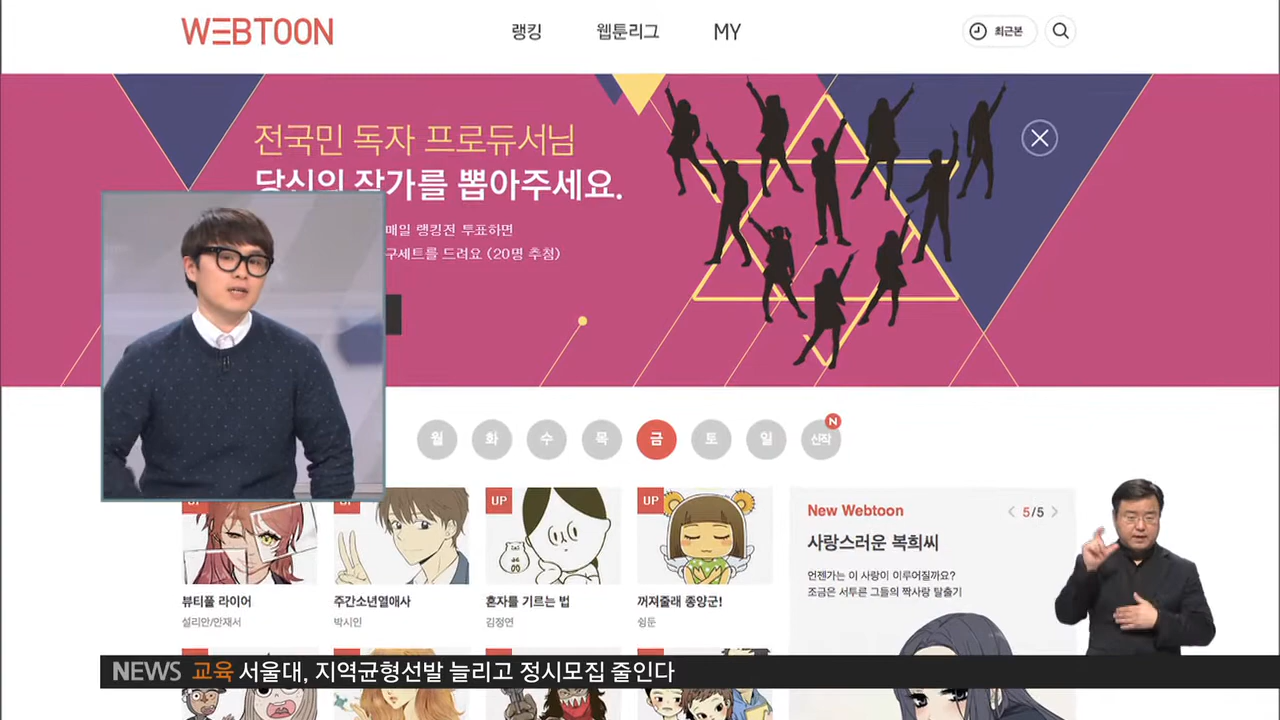 WEBTOON
랭킹
웹툰리그
MY
최근본
전국민 독자 프로듀서님
당신의 작가를 뽑아주세요.
매일 랭킹전 투표하면
구세트를 드려요 (20명 추첨)
월
화
수
목
금
토
일
신작
N
UP
UP
New Webtoon
5/5
사랑스러운 복희씨
언젠가는 이 사랑이 이루어질까요?
조금은 서투른 그들의 짝사랑 탈출기
뷰티풀 라이어
설리안/안재서
주간소년열애사
박시인
혼자를 기르는 법
김정연
꺼져줄래 종양군!
슁툰
NEWS 교육 서울대, 지역균형선발 늘리고 정시모집 줄인다